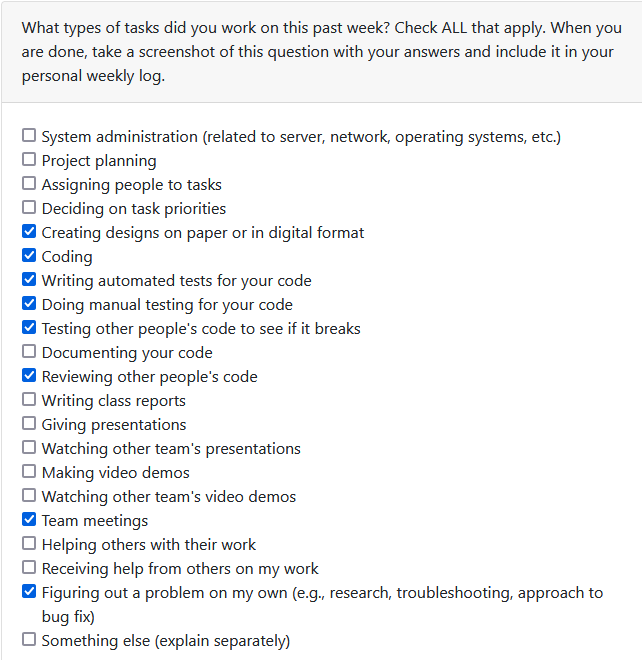 What types of tasks did you work on this past week? Check ALL that apply. When you
are done, take a screenshot of this question with your answers and include it in your
personal weekly log.
System administration (related to server, network, operating systems, etc.)
Project planning
Assigning people to tasks
Deciding on task priorities
Creating designs on paper or in digital format
Coding
Writing automated tests for your code
Doing manual testing for your code
Testing other people's code to see if it breaks
Documenting your code
Reviewing other people's code
Writing class reports
Giving presentations
Watching other team's presentations
Making video demos
Watching other team's video demos
Team meetings
Helping others with their work
Receiving help from others on my work
Figuring out a problem on my own (e.g., research, troubleshooting, approach to
bug fix)
Something else (explain separately)